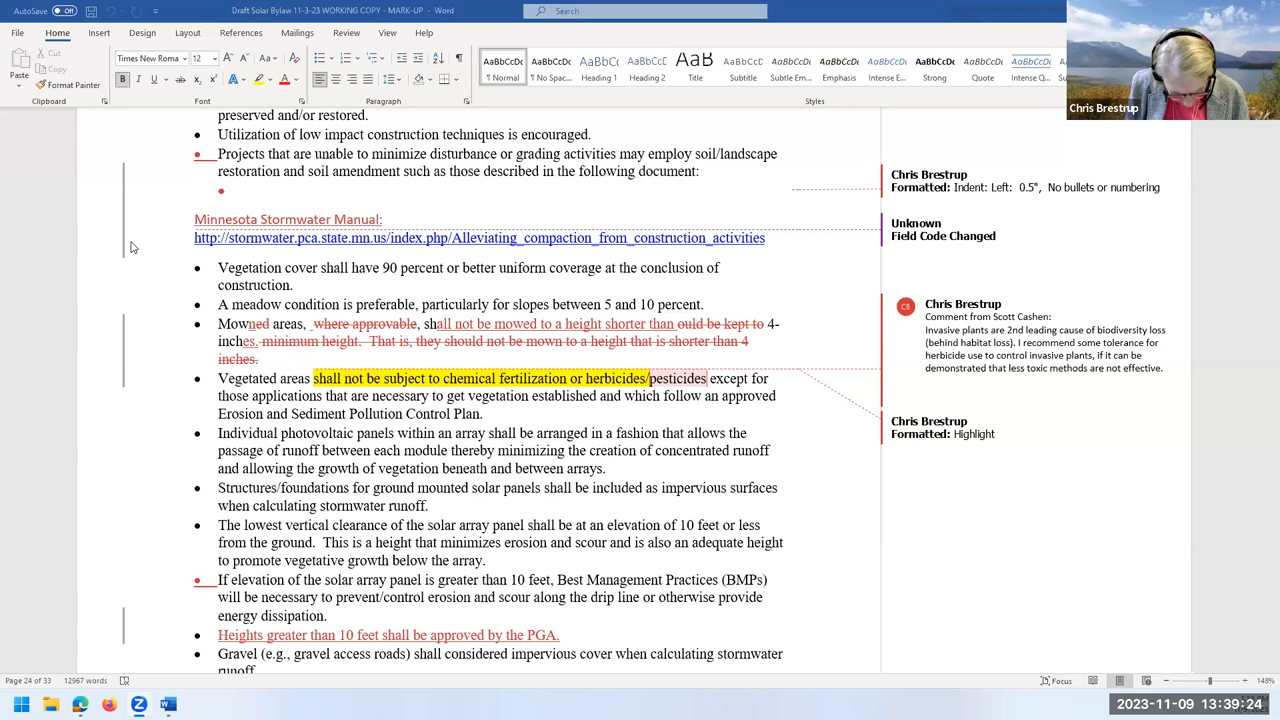 AutoSave Off
Draft Solar Bylaw 11-3-23 WORKING COPY - MARK-UP - Word
Search
File Home Insert Design Layout References Mailings Review View Help
Paste
Cut
Copy
Format Painter
Clipboard
Times New Roma 12
Font
Paragraph
AaBbCcDc AaBbCcDc AaBbC( AaBbCcD AaB AaBbCcD AaBbCcDt AaBbCcDt AaBbCcDt AaBbCcDc AaBbCcDt AaBbCcDt
¶ Normal ¶ No Spac... Heading 1 Heading 2 Title Subtitle Subtle Em... Emphasis Intense E... Strong Quote Intense Q...
Styles
Chris Brestrup
preserved and/or restored.
• Utilization of low impact construction techniques is encouraged.
• Projects that are unable to minimize disturbance or grading activities may employ soil/landscape
restoration and soil amendment such as those described in the following document:
•
Minnesota Stormwater Manual:
http://stormwater.pca.state.mn.us/index.php/Alleviating_compaction_from_construction_activities
• Vegetation cover shall have 90 percent or better uniform coverage at the conclusion of
construction.
• A meadow condition is preferable, particularly for slopes between 5 and 10 percent.
• Mowned areas, where approvable, shall not be mowed to a height shorter than ould be kept to 4-
inches. minimum height. That is, they should not be mown to a height that is shorter than 4
inches.
• Vegetated areas shall not be subject to chemical fertilization or herbicides/pesticides except for
those applications that are necessary to get vegetation established and which follow an approved
Erosion and Sediment Pollution Control Plan.
• Individual photovoltaic panels within an array shall be arranged in a fashion that allows the
passage of runoff between each module thereby minimizing the creation of concentrated runoff
and allowing the growth of vegetation beneath and between arrays.
• Structures/foundations for ground mounted solar panels shall be included as impervious surfaces
when calculating stormwater runoff.
• The lowest vertical clearance of the solar array panel shall be at an elevation of 10 feet or less
from the ground. This is a height that minimizes erosion and scour and is also an adequate height
to promote vegetative growth below the array.
• If elevation of the solar array panel is greater than 10 feet, Best Management Practices (BMPs)
will be necessary to prevent/control erosion and scour along the drip line or otherwise provide
energy dissipation.
• Heights greater than 10 feet shall be approved by the PGA.
• Gravel (e.g., gravel access roads) shall considered impervious cover when calculating stormwater
runoff.
Chris Brestrup
Formatted: Indent: Left: 0.5", No bullets or numbering
Unknown
Field Code Changed
CB
Chris Brestrup
Comment from Scott Cashen:
Invasive plants are 2nd leading cause of biodiversity loss
(behind habitat loss). I recommend some tolerance for
herbicide use to control invasive plants, if it can be
demonstrated that less toxic methods are not effective.
Chris Brestrup
Formatted: Highlight
Page 24 of 33 12967 words
Focus
148%
2023-11-09 13:39:24